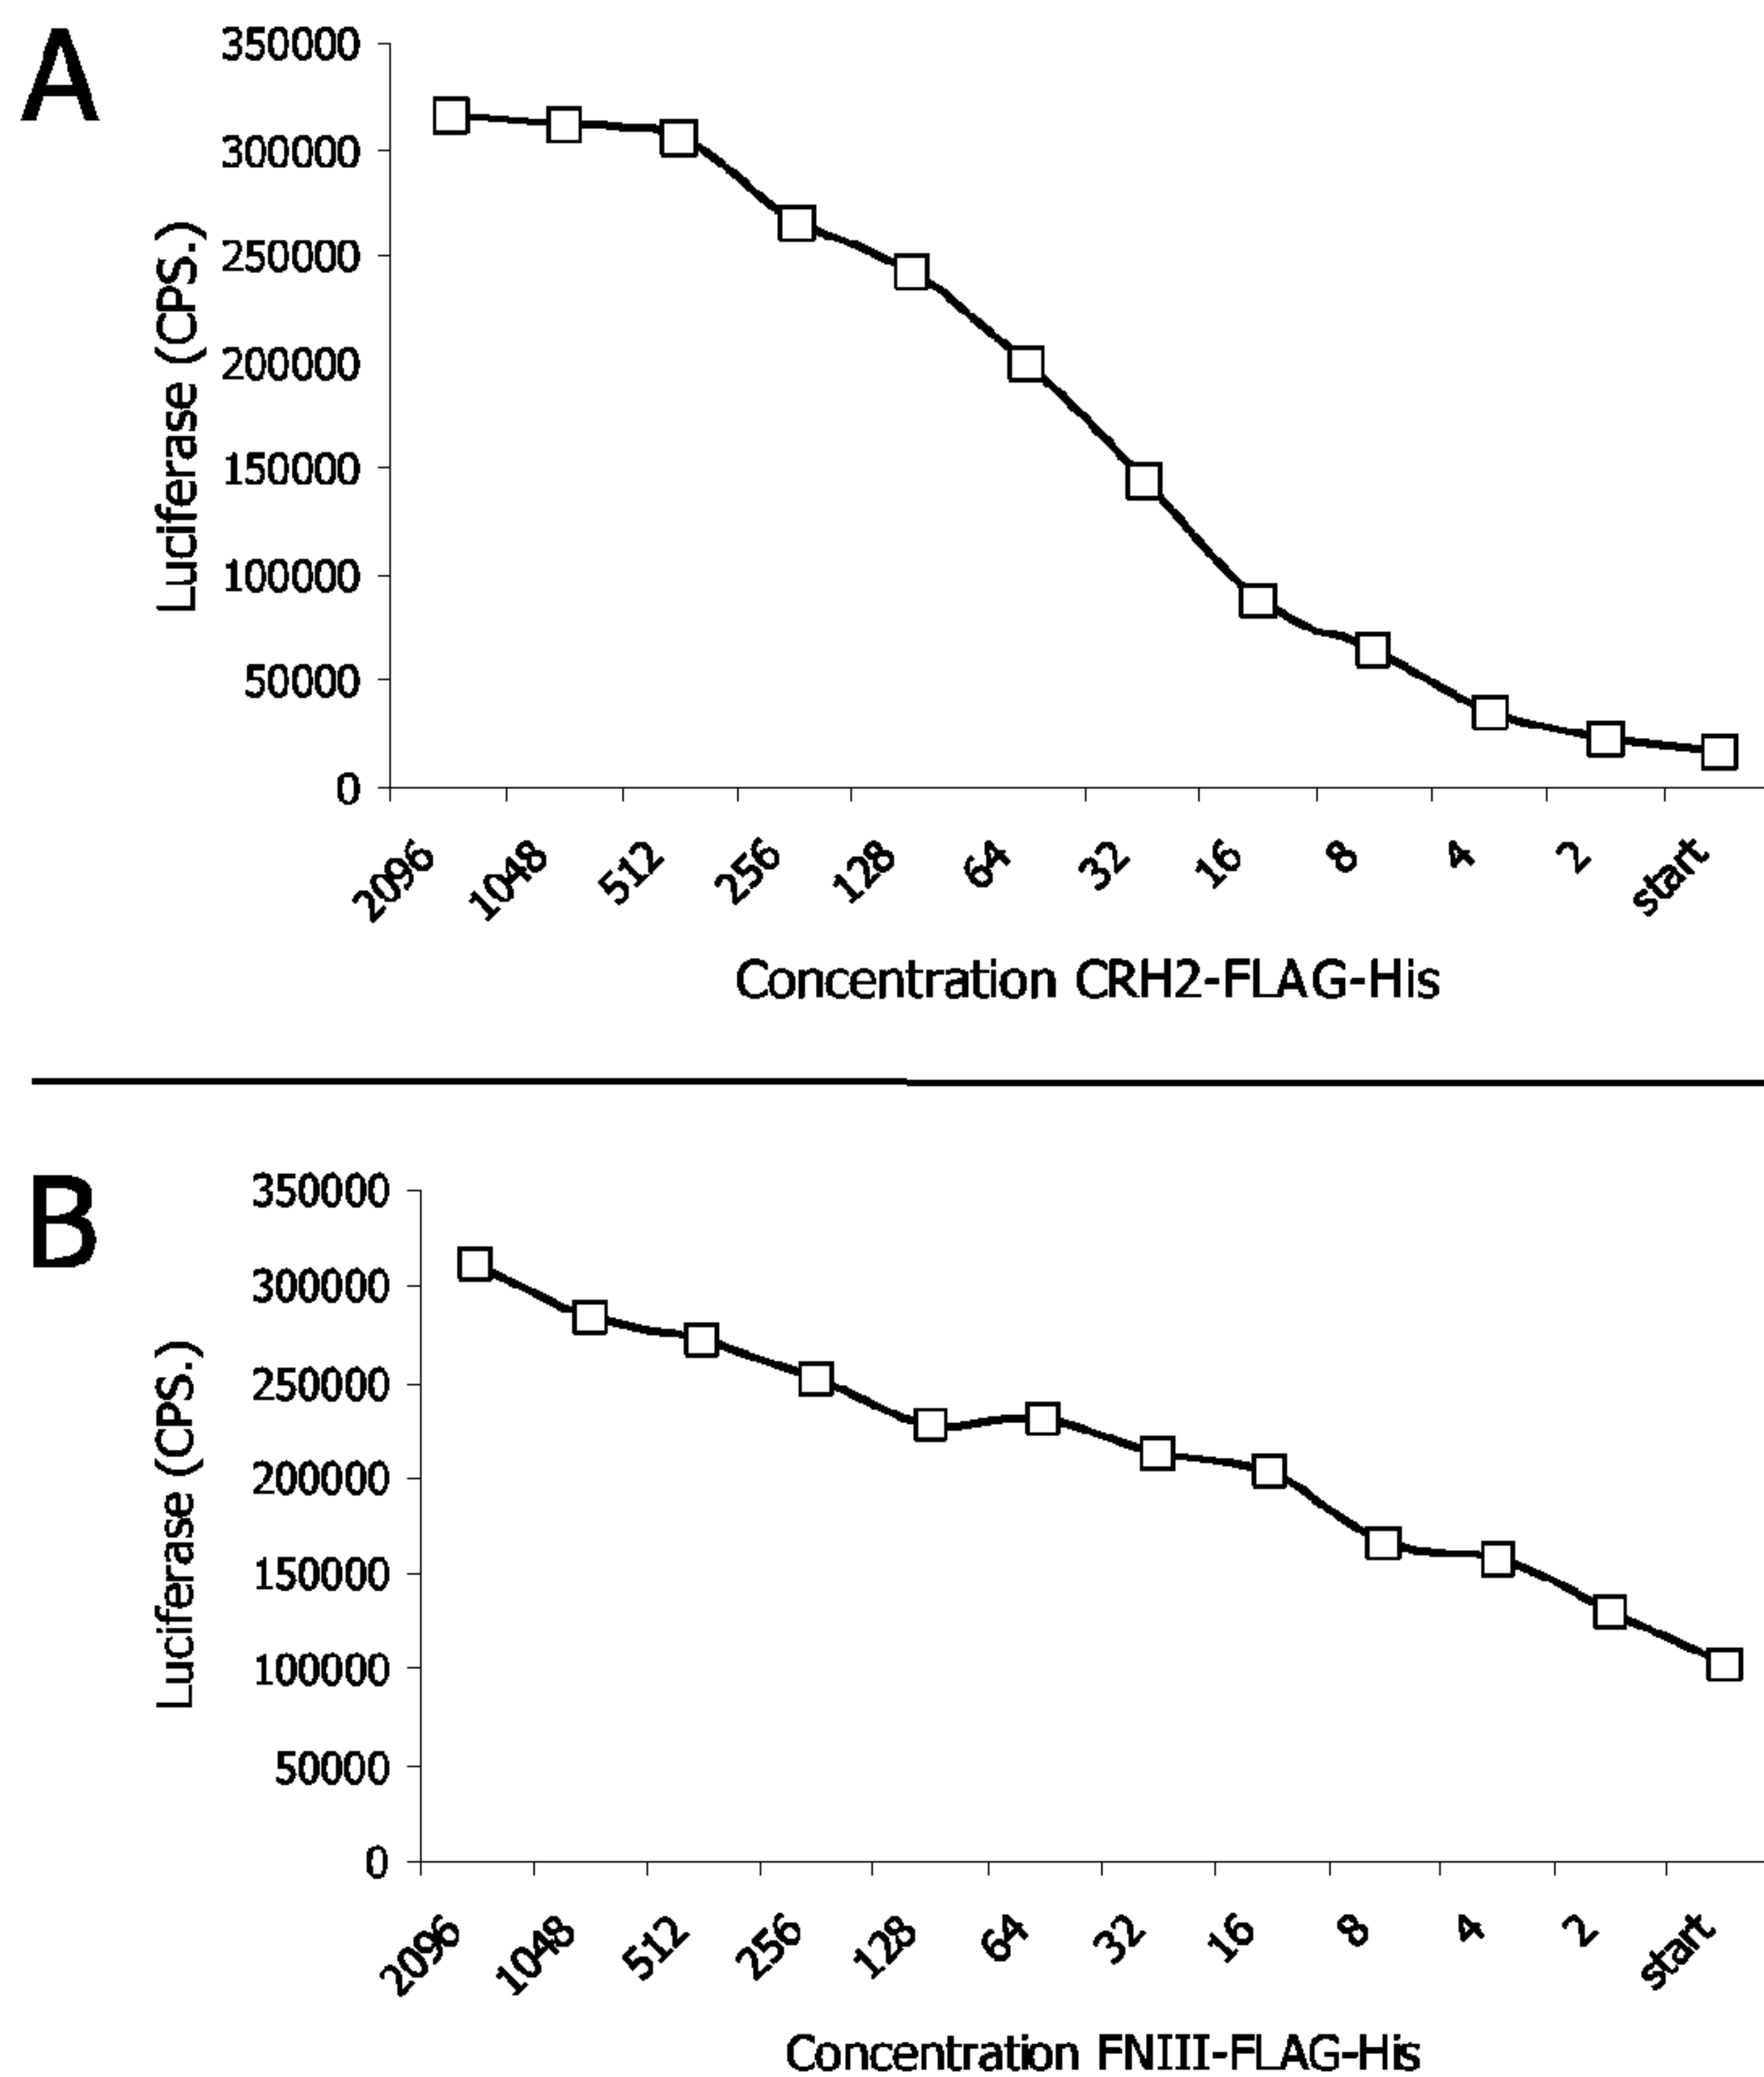 A
350000
300000
250000
200000
150000
100000
50000
0
Luciferase (CPS.)
2096 1048 512 256 128 64 32 16 8 4 2 start
Concentration CRH2-FLAG-His
B
350000
300000
250000
200000
150000
100000
50000
0
Luciferase (CPS.)
2096 1048 512 256 128 64 32 16 8 4 2 start
Concentration FNIII-FLAG-His